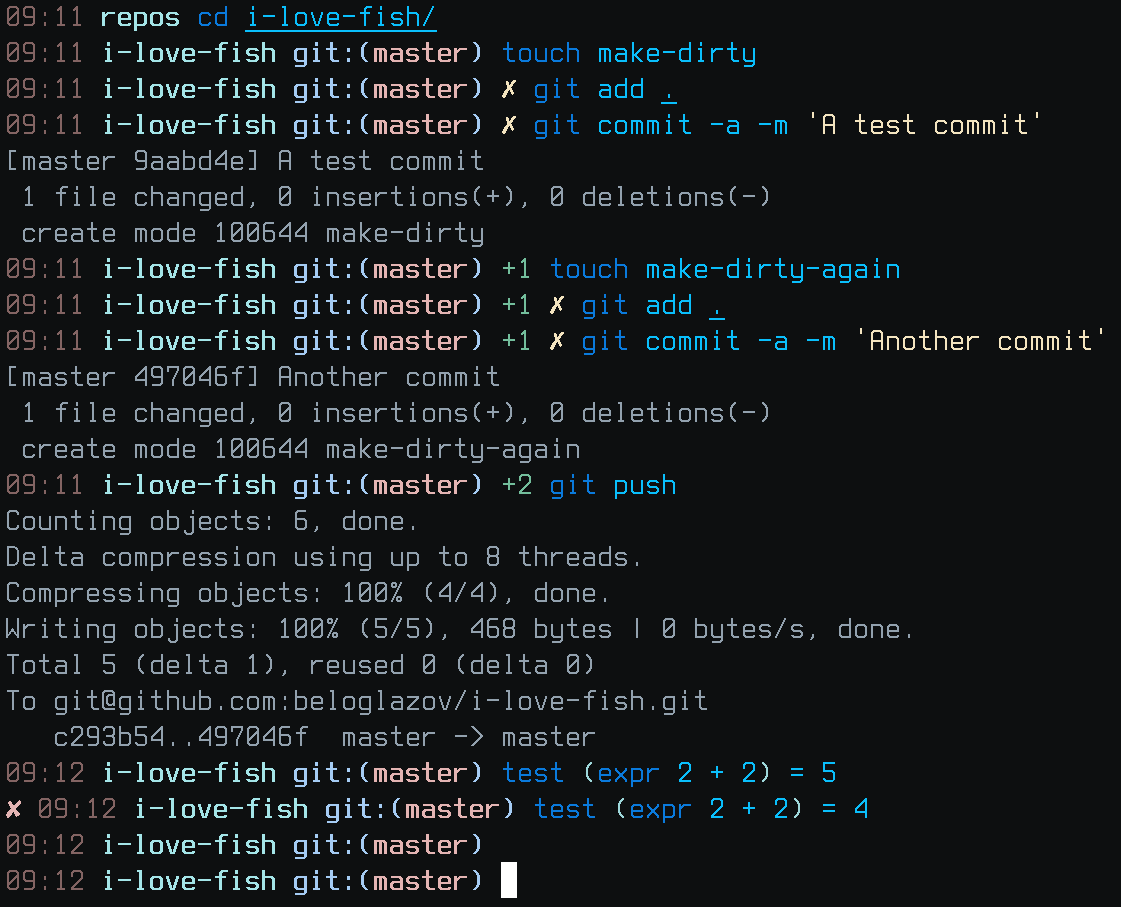 09:11 repos cd i-love-fish/
09:11 i-love-fish git:(master) touch make-dirty
09:11 i-love-fish git:(master) ✗ git add .
09:11 i-love-fish git:(master) ✗ git commit -a -m 'A test commit'
[master 9aabd4e] A test commit
 1 file changed, 0 insertions(+), 0 deletions(-)
 create mode 100644 make-dirty
09:11 i-love-fish git:(master) +1 touch make-dirty-again
09:11 i-love-fish git:(master) +1 ✗ git add .
09:11 i-love-fish git:(master) +1 ✗ git commit -a -m 'Another commit'
[master 497046f] Another commit
 1 file changed, 0 insertions(+), 0 deletions(-)
 create mode 100644 make-dirty-again
09:11 i-love-fish git:(master) +2 git push
Counting objects: 6, done.
Delta compression using up to 8 threads.
Compressing objects: 100% (4/4), done.
Writing objects: 100% (5/5), 468 bytes | 0 bytes/s, done.
Total 5 (delta 1), reused 0 (delta 0)
To git@github.com:beloglazov/i-love-fish.git
   c293b54..497046f  master -> master
09:12 i-love-fish git:(master) test (expr 2 + 2) = 5
✘ 09:12 i-love-fish git:(master) test (expr 2 + 2) = 4
09:12 i-love-fish git:(master)
09:12 i-love-fish git:(master)